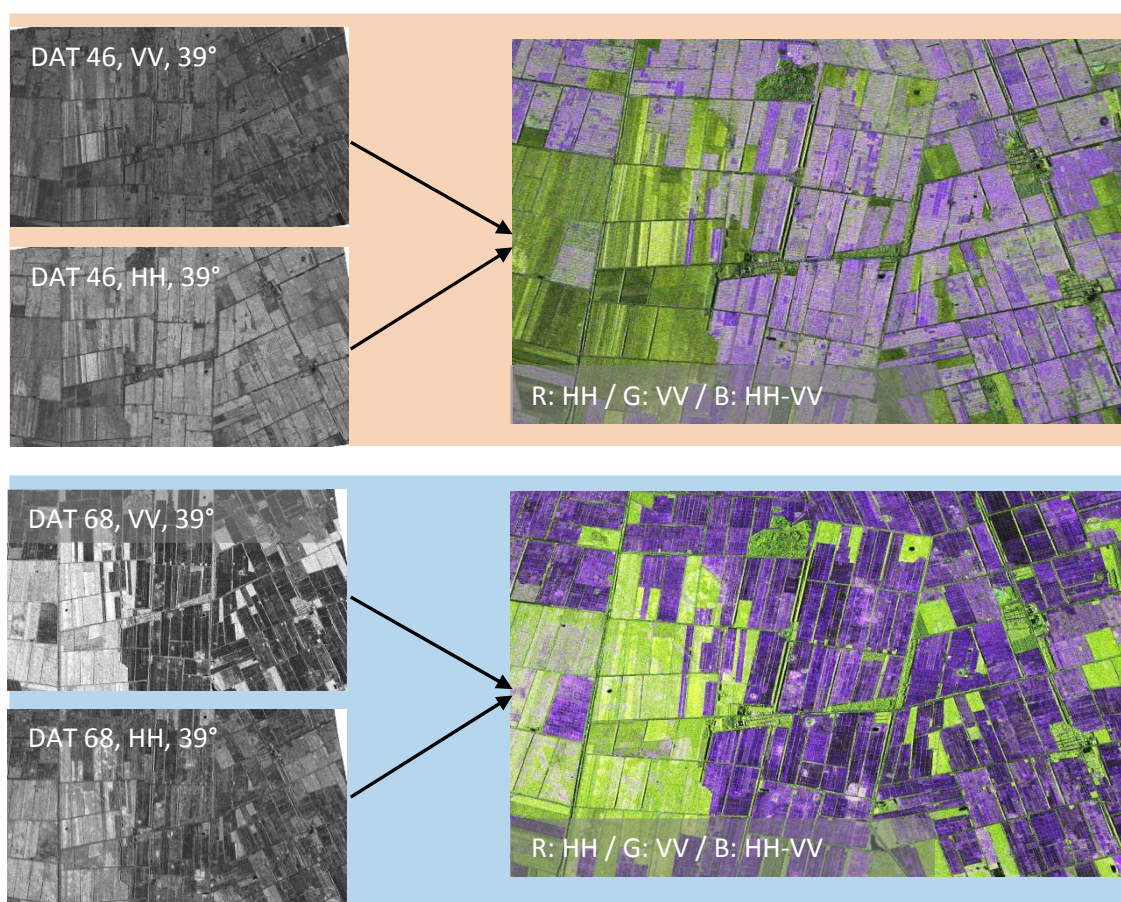 DAT 46, VV, 39°
DAT 46, HH, 39°
R: HH / G: VV / B: HH-VV
DAT 68, VV, 39°
DAT 68, HH, 39°
R: HH / G: VV / B: HH-VV